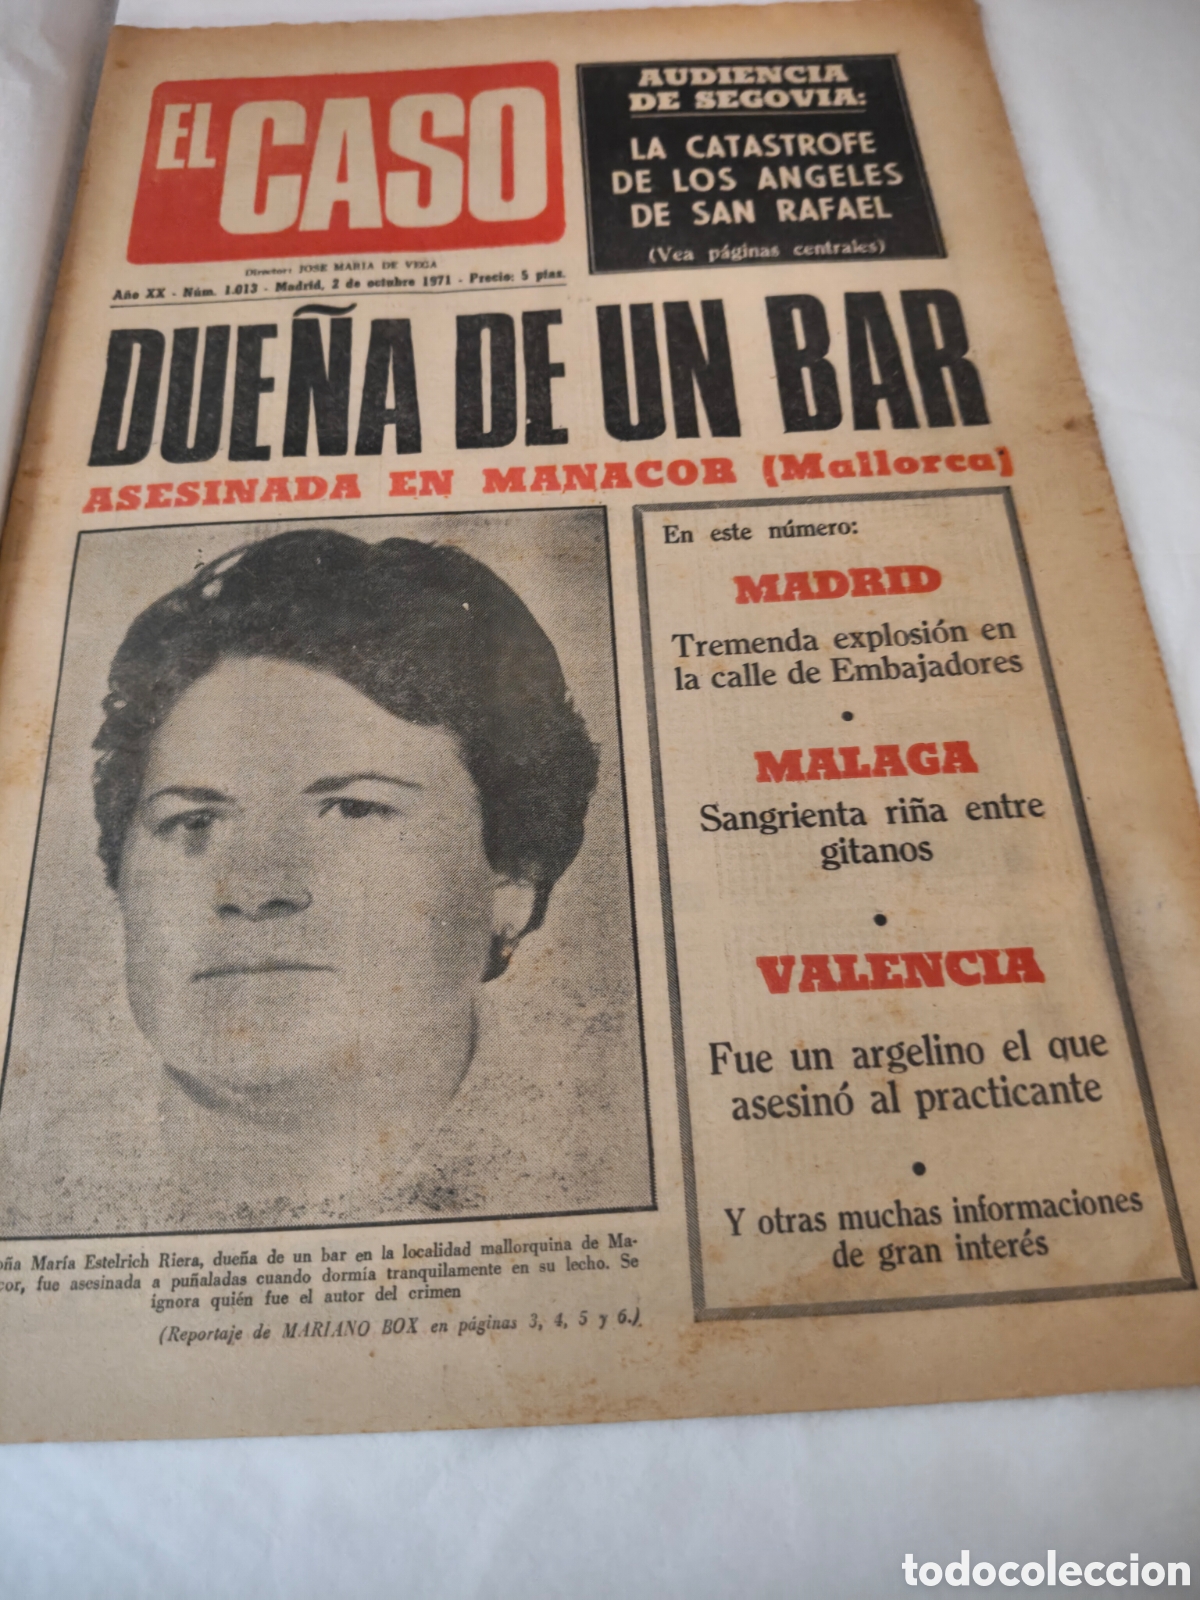 EL CASO
AUDIENCIA
DE SEGOVIA:
LA CATASTROFE
DE LOS ANGELES
DE SAN RAFAEL
(Vea páginas centrales)
Director: JOSE MARIA DE VEGA
Año XX - Núm. 1.013 - Madrid, 2 de octubre 1971 - Precio: 5 ptas.
DUEÑA DE UN BAR
ASESINADA EN MANACOR (Mallorca)
En este número:
MADRID
Tremenda explosión en
la calle de Embajadores
•
MALAGA
Sangrienta riña entre
gitanos
•
VALENCIA
Fue un argelino el que
asesinó al practicante
•
Y otras muchas informaciones
de gran interés
oña María Estelrich Riera, dueña de un bar en la localidad mallorquina de Ma-
cor, fue asesinada a puñaladas cuando dormía tranquilamente en su lecho. Se
ignora quién fue el autor del crimen
(Reportaje de MARIANO BOX en páginas 3, 4, 5 y 6.)
todocoleccion